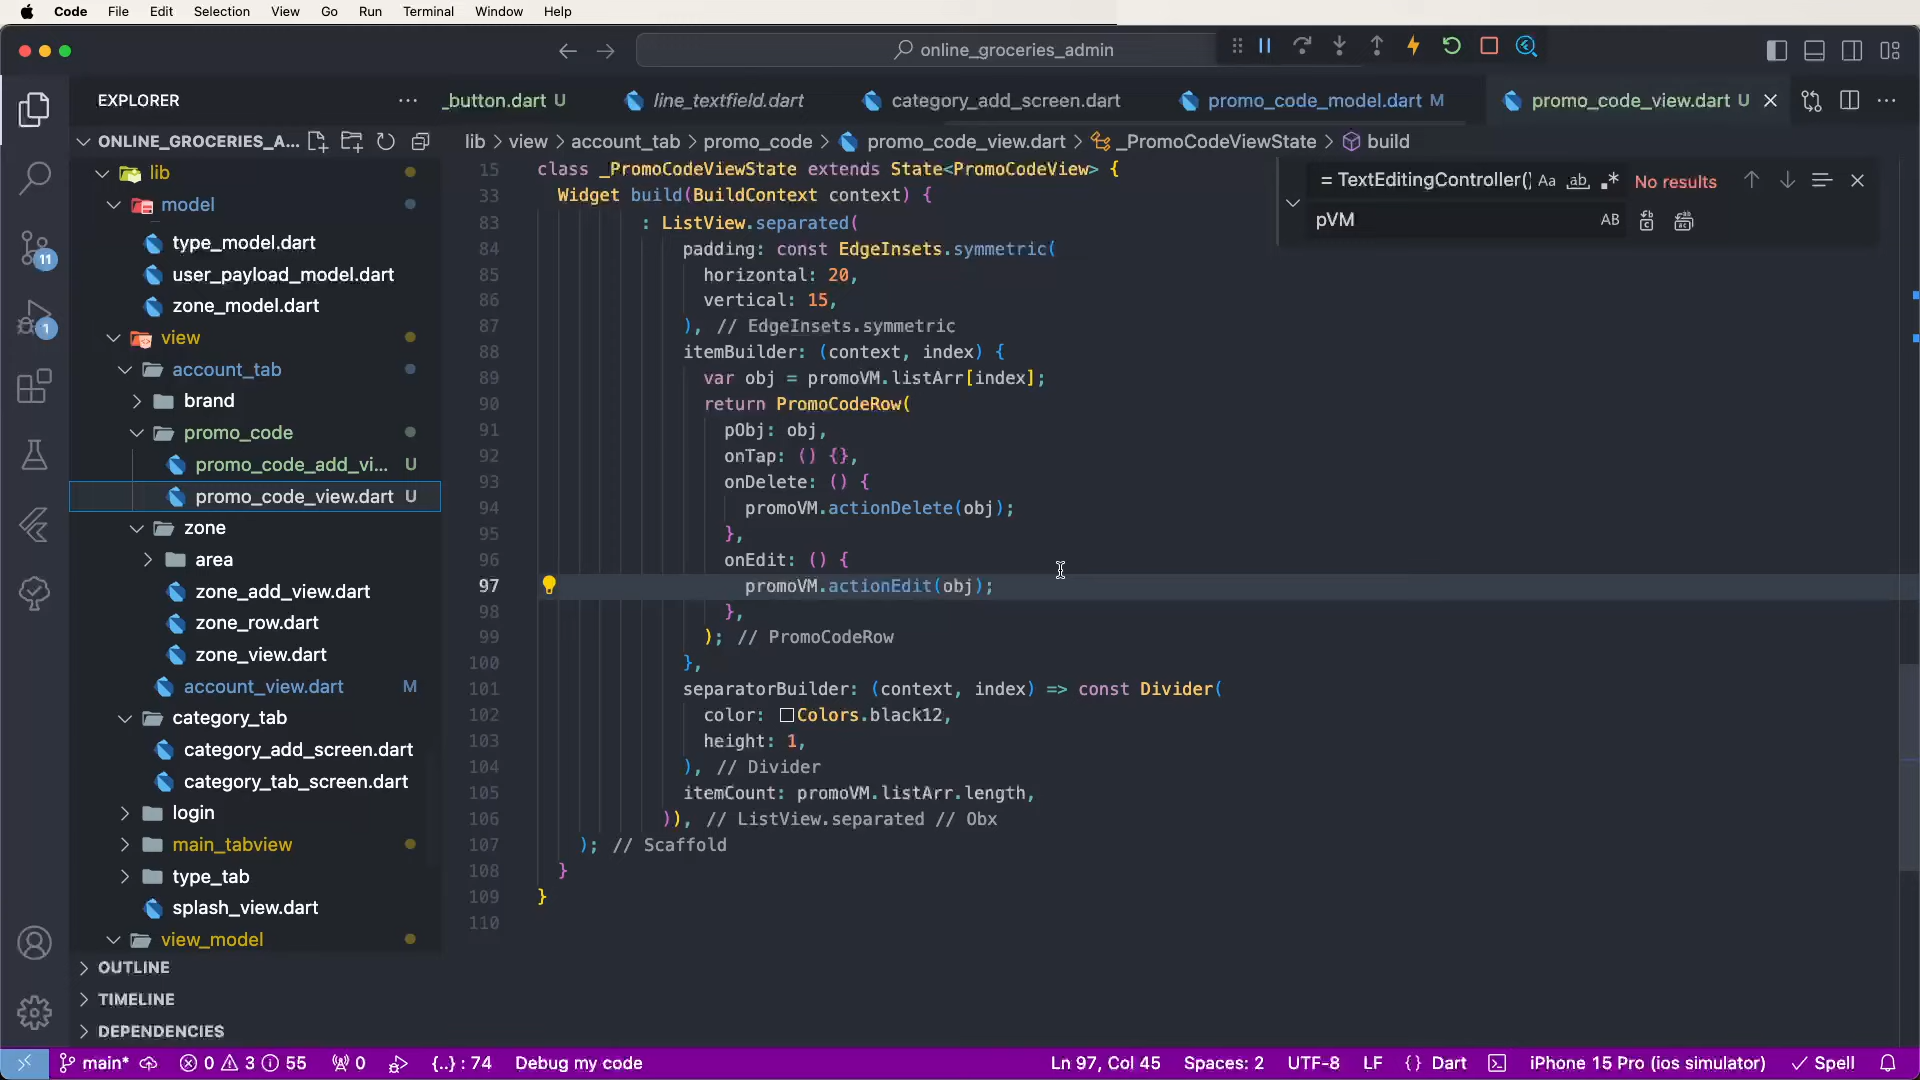 Code File Edit Selection View Go Run Terminal Window Help
online_groceries_admin
EXPLORER
_button.dart U
line_textfield.dart
category_add_screen.dart
promo_code_model.dart M
promo_code_view.dart U
ONLINE_GROCERIES_A...
lib > view > account_tab > promo_code > promo_code_view.dart > _PromoCodeViewState > build
= TextEditingController() Aa ab .* No results
pVM AB
lib
model
type_model.dart
user_payload_model.dart
zone_model.dart
view
account_tab
brand
promo_code
promo_code_add_vi... U
promo_code_view.dart U
zone
area
zone_add_view.dart
zone_row.dart
zone_view.dart
account_view.dart M
category_tab
category_add_screen.dart
category_tab_screen.dart
login
main_tabview
type_tab
splash_view.dart
view_model
OUTLINE
TIMELINE
DEPENDENCIES
11
1
15 class _PromoCodeViewState extends State<PromoCodeView> {
33 Widget build(BuildContext context) {
83 : ListView.separated(
84 padding: const EdgeInsets.symmetric(
85 horizontal: 20,
86 vertical: 15,
87 ), // EdgeInsets.symmetric
88 itemBuilder: (context, index) {
89 var obj = promoVM.listArr[index];
90 return PromoCodeRow(
91 pObj: obj,
92 onTap: () {},
93 onDelete: () {
94 promoVM.actionDelete(obj);
95 },
96 onEdit: () {
97 promoVM.actionEdit(obj);
98 },
99 ); // PromoCodeRow
100 },
101 separatorBuilder: (context, index) => const Divider(
102 color: Colors.black12,
103 height: 1,
104 ), // Divider
105 itemCount: promoVM.listArr.length,
106 )), // ListView.separated // Obx
107 ); // Scaffold
108 }
109 }
110
main* 0 3 55 0 {..} : 74 Debug my code Ln 97, Col 45 Spaces: 2 UTF-8 LF {} Dart iPhone 15 Pro (ios simulator) Spell